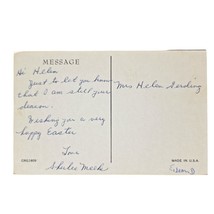 MESSAGE
Hi Helen
Just to let you know
that I am still your
deacon.
Wishing you a very
happy Easter
Love
Mrs Helen
MADE IN U.S.A.